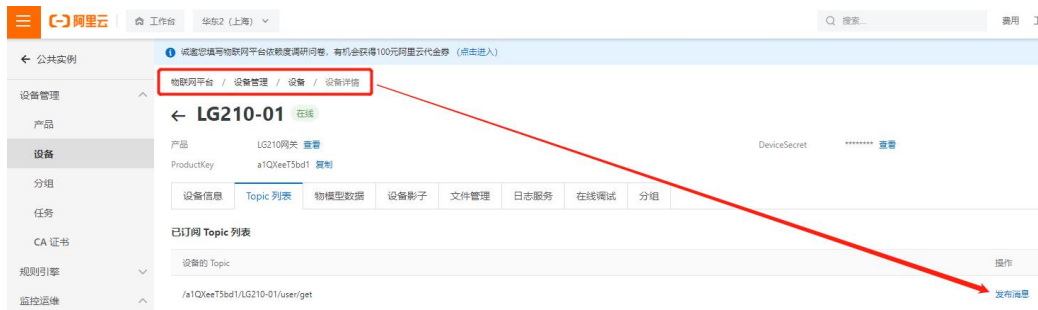 阿里云 工作台 华东2 (上海) 搜索... 费用
公共实例
诚邀您填写物联网平台依赖度调研问卷，有机会获得100元阿里云代金券 (点击进入)
物联网平台 / 设备管理 / 设备 / 设备详情
LG210-01 在线
产品 LG210网关 查看 DeviceSecret ******** 查看
ProductKey a1QXeeT5bd1 复制
设备信息 Topic 列表 物模型数据 设备影子 文件管理 日志服务 在线调试 分组
已订阅 Topic 列表
设备的 Topic 操作
/a1QXeeT5bd1/LG210-01/user/get 发布消息
设备管理
产品
设备
分组
任务
CA 证书
规则引擎
监控运维